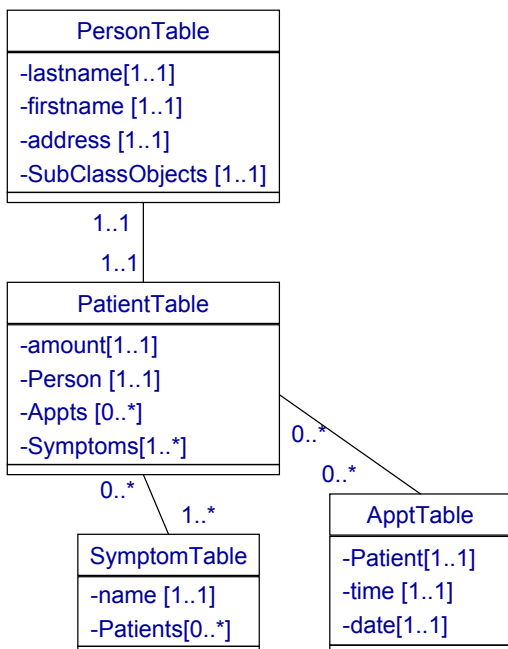 PersonTable
-lastname[1..1]
-firstname [1..1]
-address [1..1]
-SubClassObjects [1..1]
1..1
1..1
PatientTable
-amount[1..1]
-Person [1..1]
-Appts [0..*]
-Symptoms[1..*]
0..*
0..*
0..*
1..*
SymptomTable
-name [1..1]
-Patients[0..*]
ApptTable
-Patient[1..1]
-time [1..1]
-date[1..1]